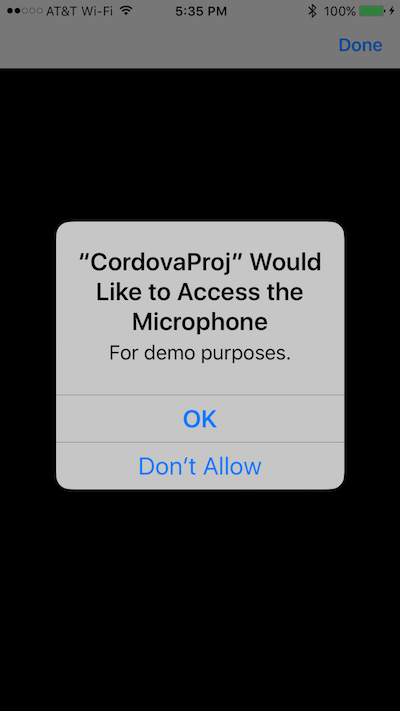 AT&T Wi-Fi 5:35 PM 100%
Done
“CordovaProj” Would
Like to Access the
Microphone
For demo purposes.
OK
Don’t Allow